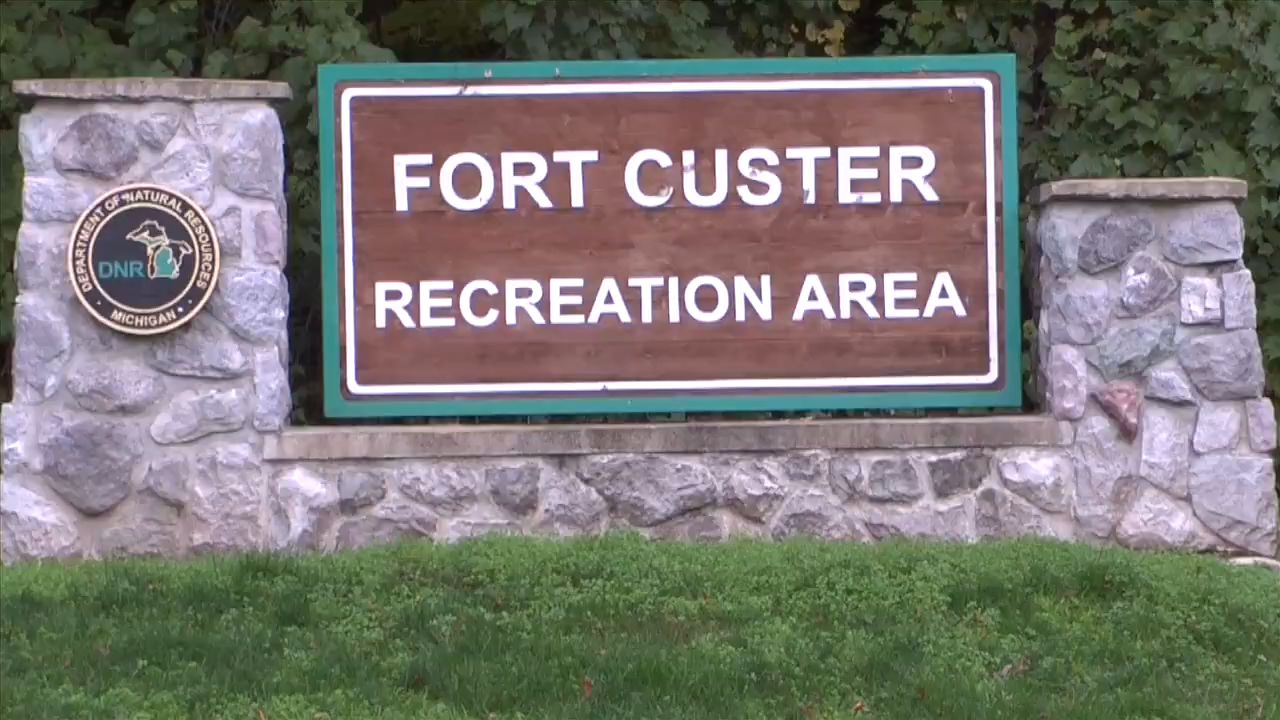 DEPARTMENT OF NATURAL RESOURCES
DNR
MICHIGAN
FORT CUSTER
RECREATION AREA